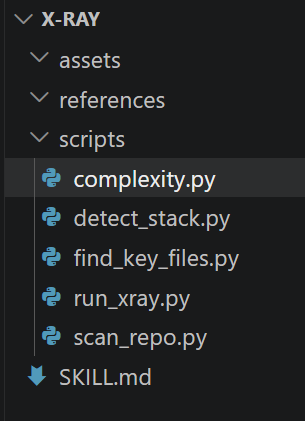 X-RAY
assets
references
scripts
complexity.py
detect_stack.py
find_key_files.py
run_xray.py
scan_repo.py
SKILL.md